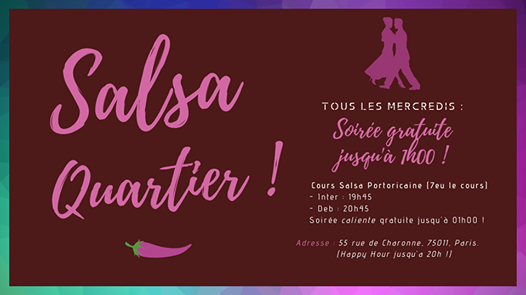 Salsa
Quartier !
TOUS LES MERCREDIS :
Soirée gratuite
jusqu'à 1h00 !
Cours Salsa Portoricaine (7eu le cours)
- Inter : 19h45
- Deb : 20h45
Soirée caliente gratuite jusqu'à 01h00 !
Adresse : 55 rue de Charonne, 75011, Paris.
(Happy Hour jusqu'a 20h !)